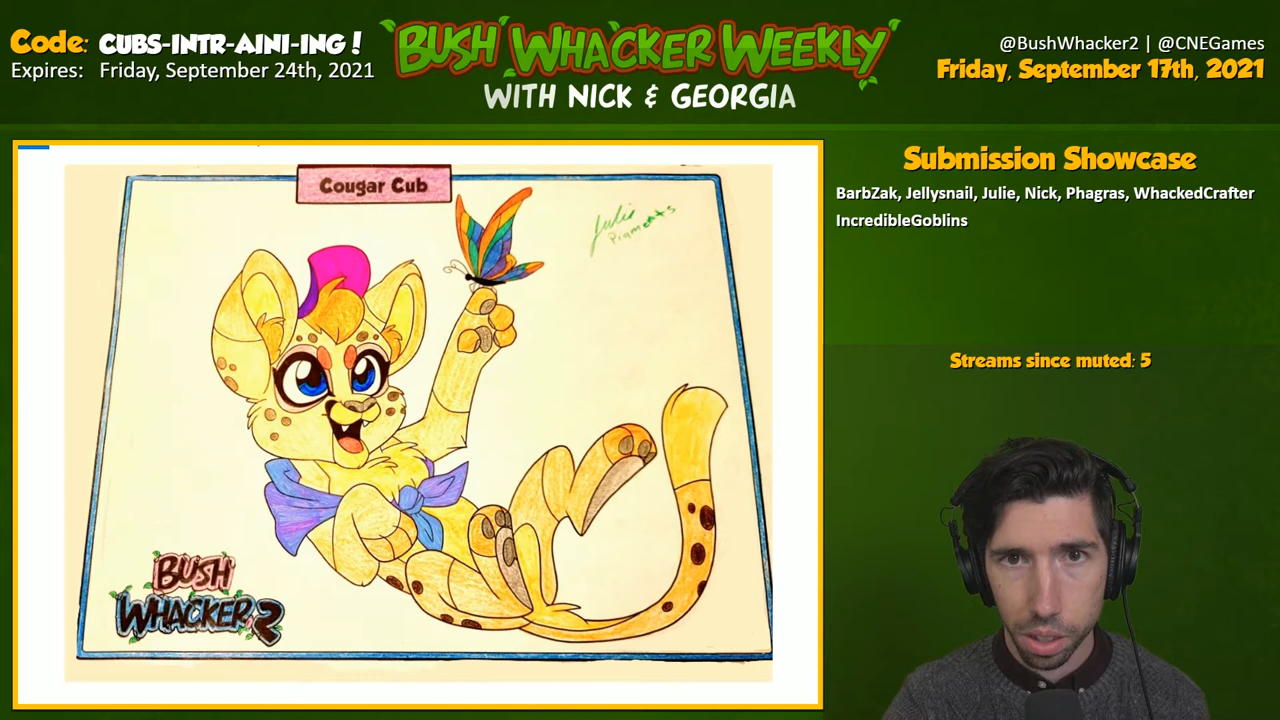 Code: CUBS-INTR-AINI-ING!
Expires: Friday, September 24th, 2021
BUSH WHACKER WEEKLY
WITH NICK & GEORGIA
@BushWhacker2 | @CNEGames
Friday, September 17th, 2021
Cougar Cub
Julie
Pigments
BUSH
WHACKER 2
Submission Showcase
BarbZak, Jellysnail, Julie, Nick, Phagras, WhackedCrafter
IncredibleGoblins
Streams since muted: 5